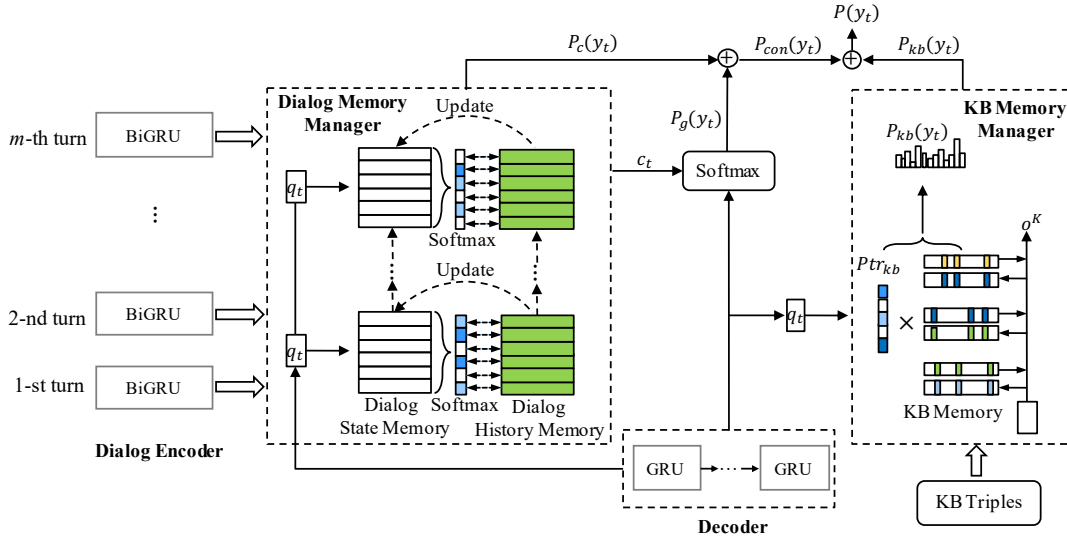 P(y_t)
P_c(y_t)
P_con(y_t)
P_kb(y_t)
Dialog Memory
Manager
Update
KB Memory
Manager
m-th turn
BiGRU
P_g(y_t)
P_kb(y_t)
c_t
Softmax
q_t
⋮
Softmax
o^K
Update
Ptr_kb
2-nd turn
BiGRU
q_t
q_t
×
1-st turn
BiGRU
Dialog
State Memory
Softmax
Dialog
History Memory
KB Memory
Dialog Encoder
GRU
···
GRU
KB Triples
Decoder